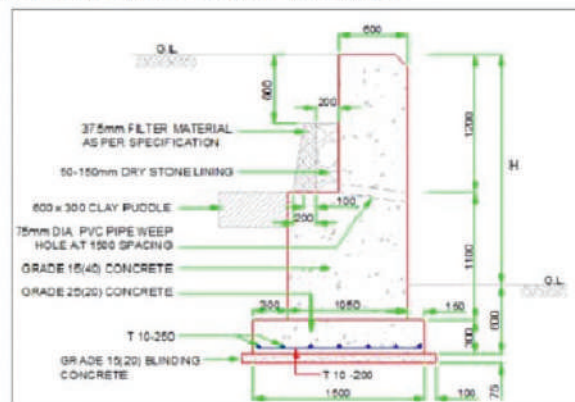 600
G.L.
600
200
37.5mm FILTER MATERIAL
AS PER SPECIFICATION
1200
50-150mm DRY STONE LINING
H
600 x 300 CLAY PUDDLE
100
200
75mm DIA. PVC PIPE WEEP
HOLE AT 1500 SPACING
1100
GRADE 15(40) CONCRETE
GRADE 25(20) CONCRETE
G.L.
300
1050
150
600
300
T 10-250
GRADE 15(20) BLINDING
CONCRETE
T 10 -200
1500
100
75